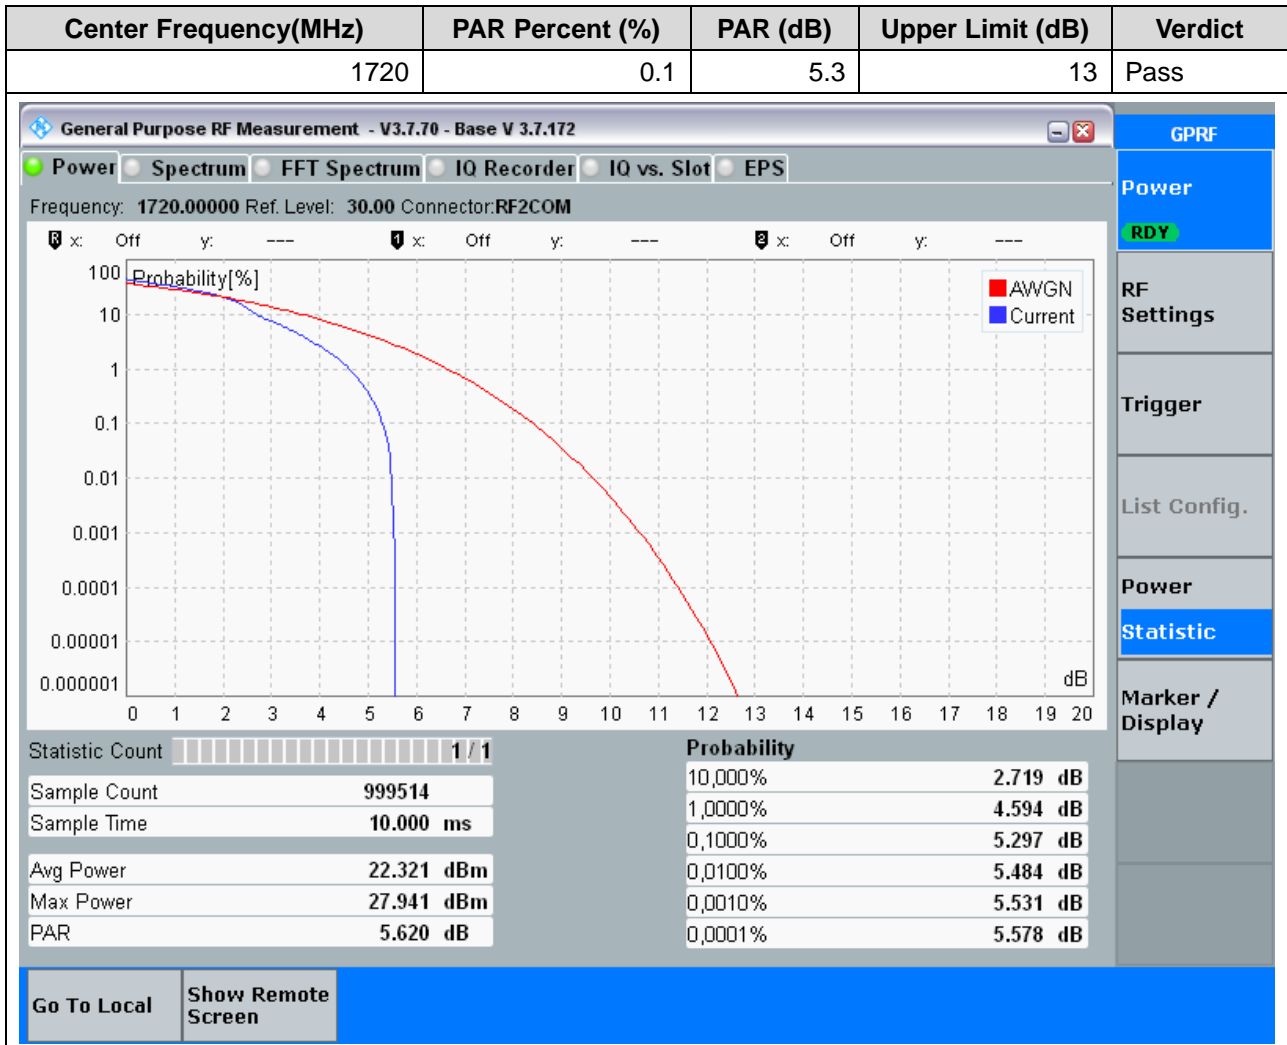 Center Frequency(MHz) PAR Percent (%) PAR (dB) Upper Limit (dB) Verdict
1720 0.1 5.3 13 Pass
General Purpose RF Measurement - V3.7.70 - Base V 3.7.172
GPRF
Power Spectrum FFT Spectrum IQ Recorder IQ vs. Slot EPS
Power
RDY
Frequency: 1720.00000 Ref. Level: 30.00 Connector:RF2COM
R x: Off y: --- 1 x: Off y: --- 2 x: Off y: ---
Probability[%]
AWGN
Current
100
10
1
0.1
0.01
0.001
0.0001
0.00001
0.000001
dB
0 1 2 3 4 5 6 7 8 9 10 11 12 13 14 15 16 17 18 19 20
RF
Settings
Trigger
List Config.
Power
Statistic
Marker /
Display
Statistic Count 1 / 1
Sample Count 999514
Sample Time 10.000 ms
Avg Power 22.321 dBm
Max Power 27.941 dBm
PAR 5.620 dB
Probability
10,000% 2.719 dB
1,0000% 4.594 dB
0,1000% 5.297 dB
0,0100% 5.484 dB
0,0010% 5.531 dB
0,0001% 5.578 dB
Go To Local
Show Remote
Screen